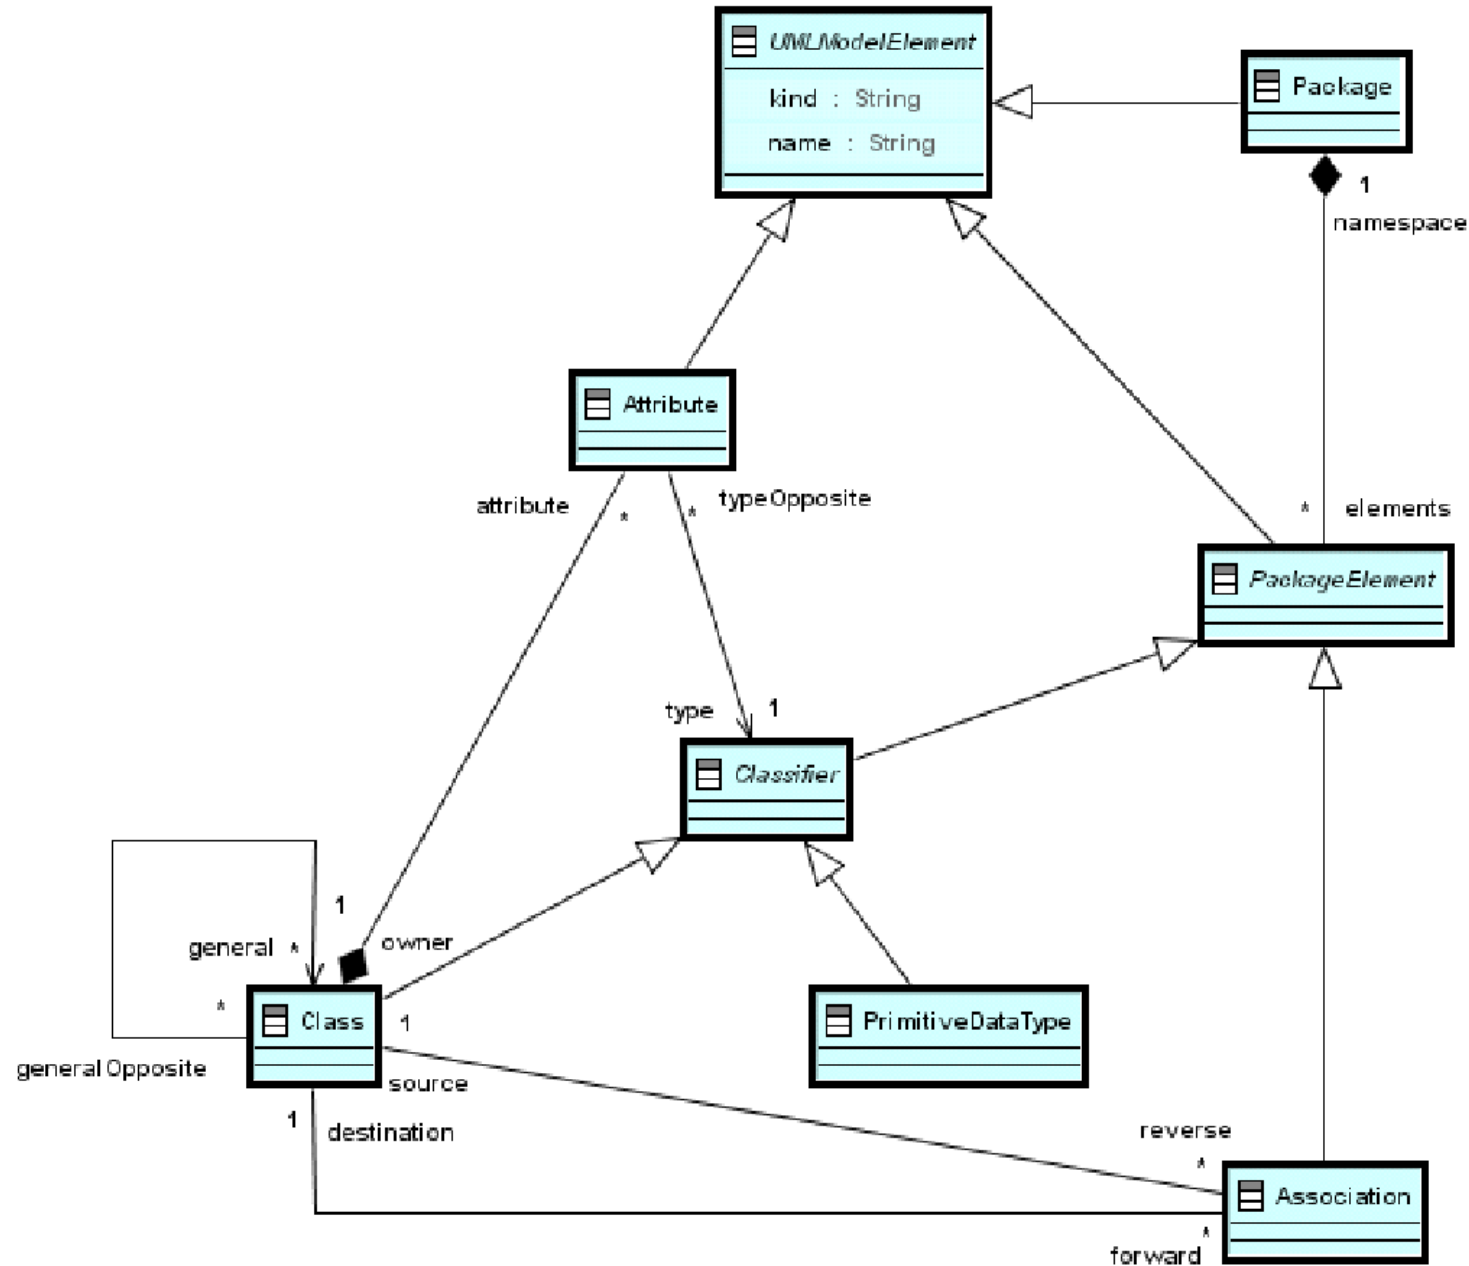 UMLModelElement
kind : String
name : String
Package
1
namespace
Attribute
attribute
*
*
typeOpposite
* elements
PackageElement
type
1
Classifier
1
general *
owner
*
Class
1
PrimitiveDataType
generalOpposite
source
1
destination
reverse
*
Association
*
forward